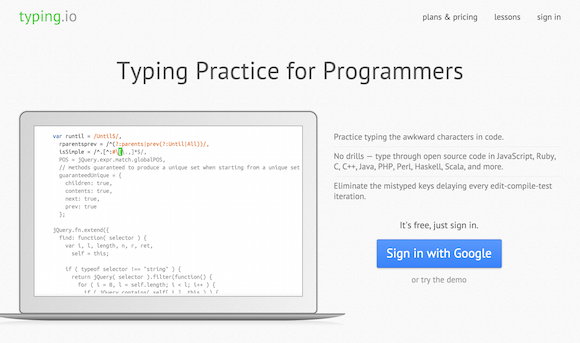 typing.io
plans & pricing lessons sign in
Typing Practice for Programmers
var runtil = /Until$/,
rparentsprev = /^(?:parents|prev(?:Until|All))/,
isSimple = /^.[^:#\[\.,]*$/,
POS = jQuery.expr.match.globalPOS,
// methods guaranteed to produce a unique set when starting from a unique set
guaranteedUnique = {
children: true,
contents: true,
next: true,
prev: true
};
jQuery.fn.extend({
find: function( selector ) {
var i, l, length, n, r, ret,
self = this;
if ( typeof selector !== "string" ) {
return jQuery( selector ).filter(function() {
for ( i = 0, l = self.length; i < l; i++ ) {
if ( jQuery.contains( self[ i ], this ) ) {
Practice typing the awkward characters in code.
No drills — type through open source code in JavaScript, Ruby,
C, C++, Java, PHP, Perl, Haskell, Scala, and more.
Eliminate the mistyped keys delaying every edit-compile-test
iteration.
It's free, just sign in.
Sign in with Google
or try the demo